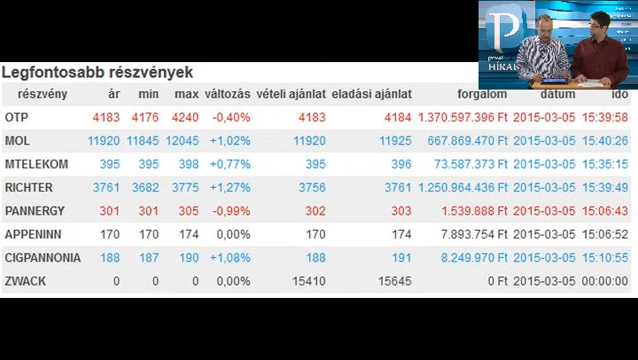 P
privát
HÍRAD
Legfontosabb részvények
részvény ár min max változás vételi ajánlat eladási ajánlat forgalom dátum idő
OTP 4183 4176 4240 -0,40% 4183 4184 1.370.597.396 Ft 2015-03-05 15:39:58
MOL 11920 11845 12045 +1,02% 11920 11925 667.869.470 Ft 2015-03-05 15:40:26
MTELEKOM 395 395 398 +0,77% 395 396 73.587.373 Ft 2015-03-05 15:35:15
RICHTER 3761 3682 3775 +1,27% 3756 3761 1.250.964.436 Ft 2015-03-05 15:39:49
PANNERGY 301 301 305 -0,99% 302 303 1.539.888 Ft 2015-03-05 15:06:43
APPENINN 170 170 174 0,00% 170 174 7.893.754 Ft 2015-03-05 15:06:52
CIGPANNONIA 188 187 190 +1,08% 188 191 8.249.970 Ft 2015-03-05 15:10:55
ZWACK 0 0 0 0,00% 15410 15645 0 Ft 2015-03-05 00:00:00